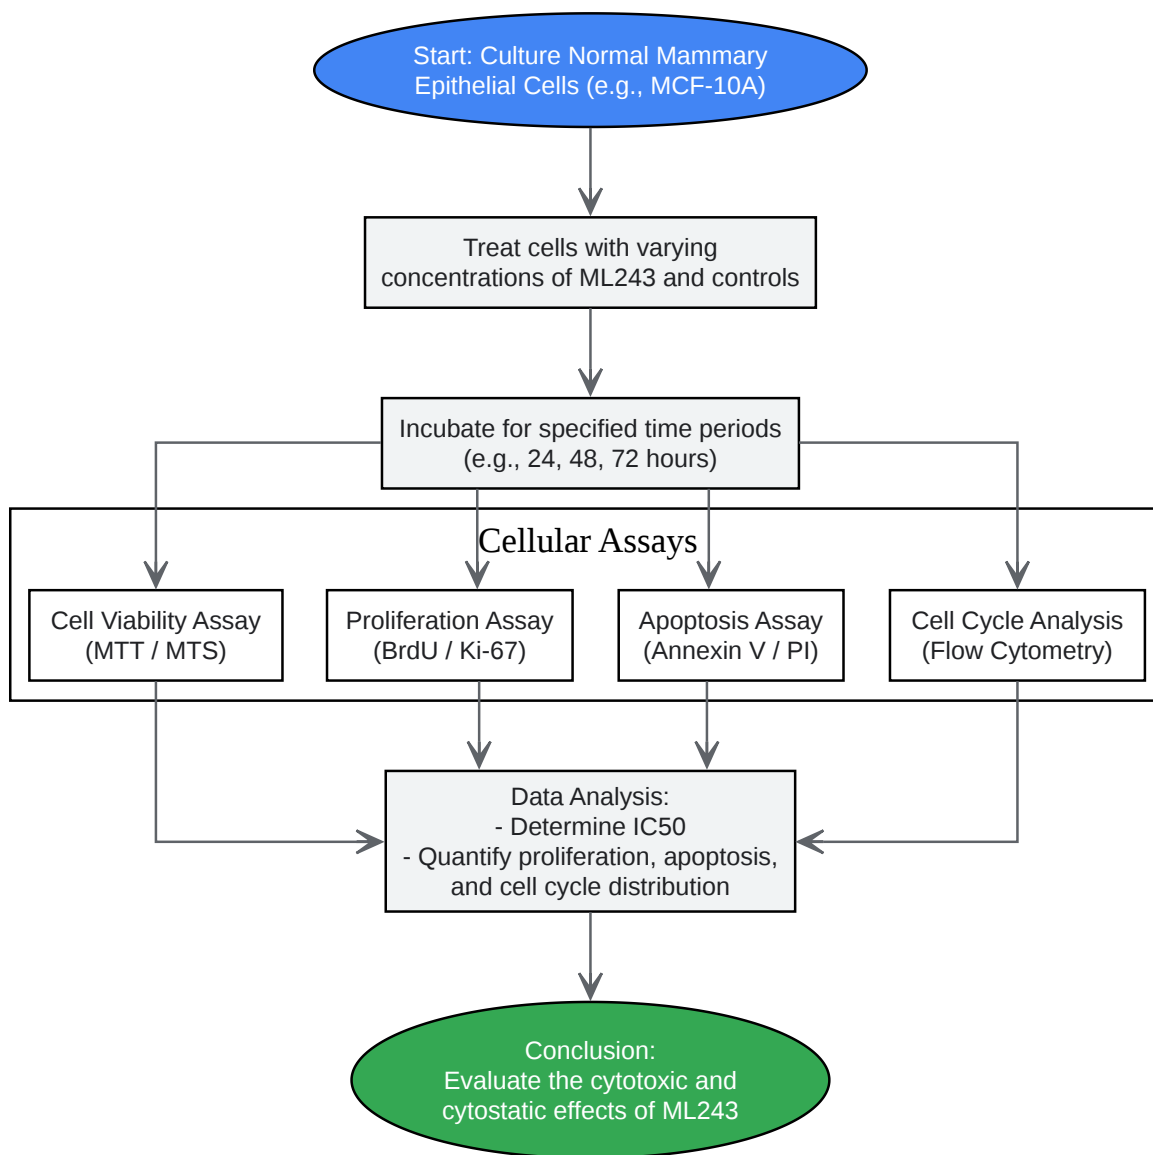 Start: Culture Normal Mammary
Epithelial Cells (e.g., MCF-10A)
Treat cells with varying
concentrations of ML243 and controls
Incubate for specified time periods
(e.g., 24, 48, 72 hours)
Cellular Assays
Cell Viability Assay
(MTT / MTS)
Proliferation Assay
(BrdU / Ki-67)
Apoptosis Assay
(Annexin V / PI)
Cell Cycle Analysis
(Flow Cytometry)
Data Analysis:
- Determine IC50
- Quantify proliferation, apoptosis,
and cell cycle distribution
Conclusion:
Evaluate the cytotoxic and
cytostatic effects of ML243